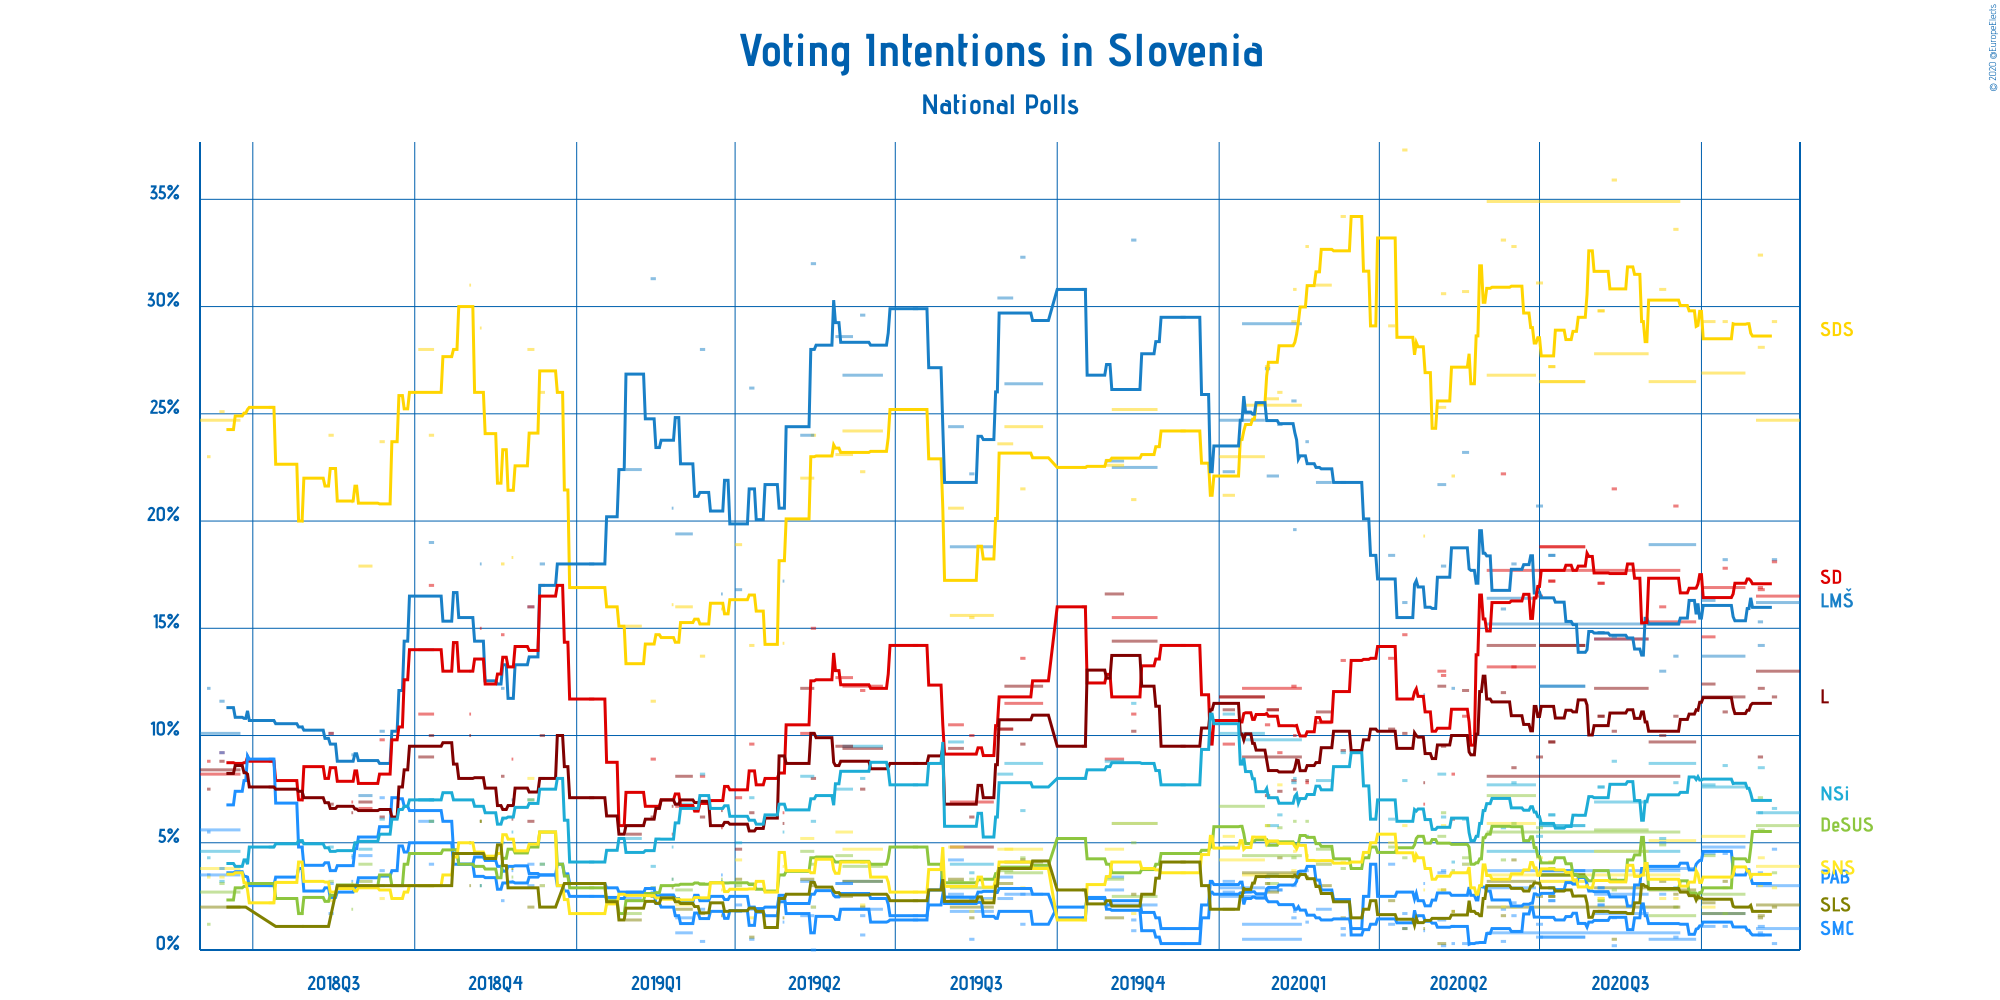 © 2020 @EuropeElects
Voting Intentions in Slovenia
National Polls
35%
30%
25%
20%
15%
10%
5%
0%
SDS
SD
LMŠ
L
NSi
DeSUS
SNS
PAB
SLS
SMC
2018Q3
2018Q4
2019Q1
2019Q2
2019Q3
2019Q4
2020Q1
2020Q2
2020Q3